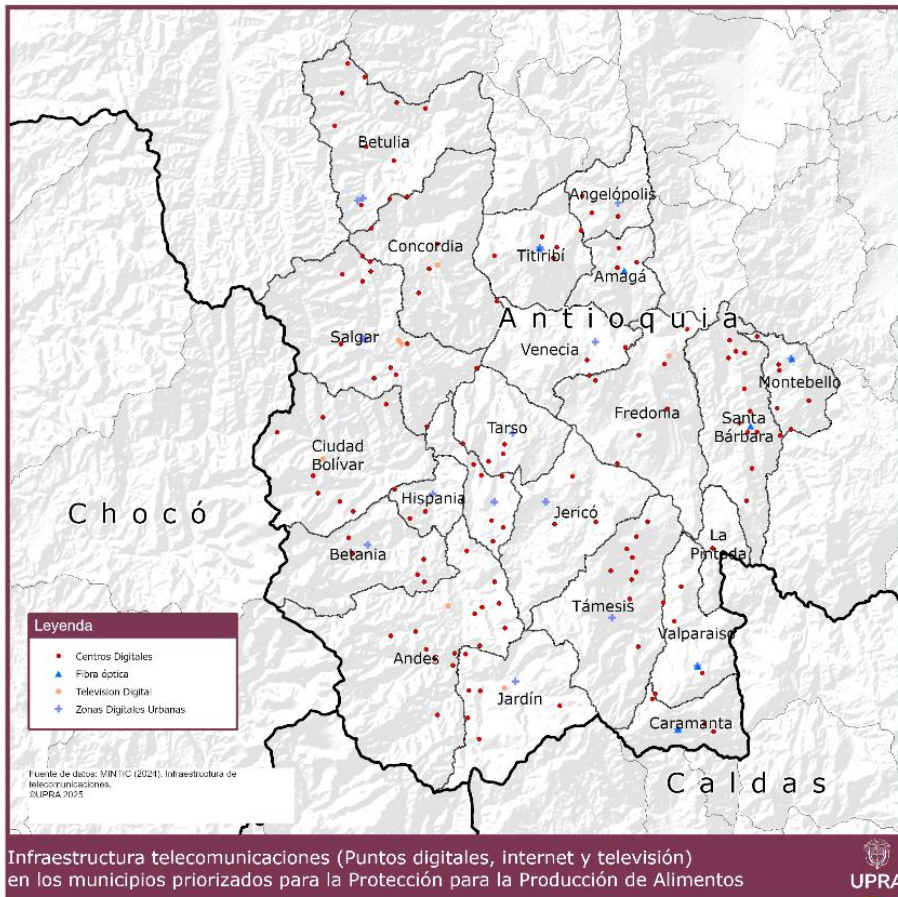 Betulia
Angelópolis
Concordia
Titiribí
Amagá
Antioquia
Salgar
Venecia
Montebello
Fredonia
Santa
Bárbara
Tarso
Ciudad
Bolívar
Hispania
Jericó
Chocó
Betania
La
Pintada
Támesis
Valparaiso
Andes
Jardín
Caramanta
Caldas
Leyenda
Centros Digitales
Fibra óptica
Television Digital
Zonas Digitales Urbanas
Fuente de datos: MINTIC (2024). Infraestructura de
telecomunicaciones.
©UPRA 2025
Infraestructura telecomunicaciones (Puntos digitales, internet y televisión)
en los municipios priorizados para la Protección para la Producción de Alimentos
UPRA